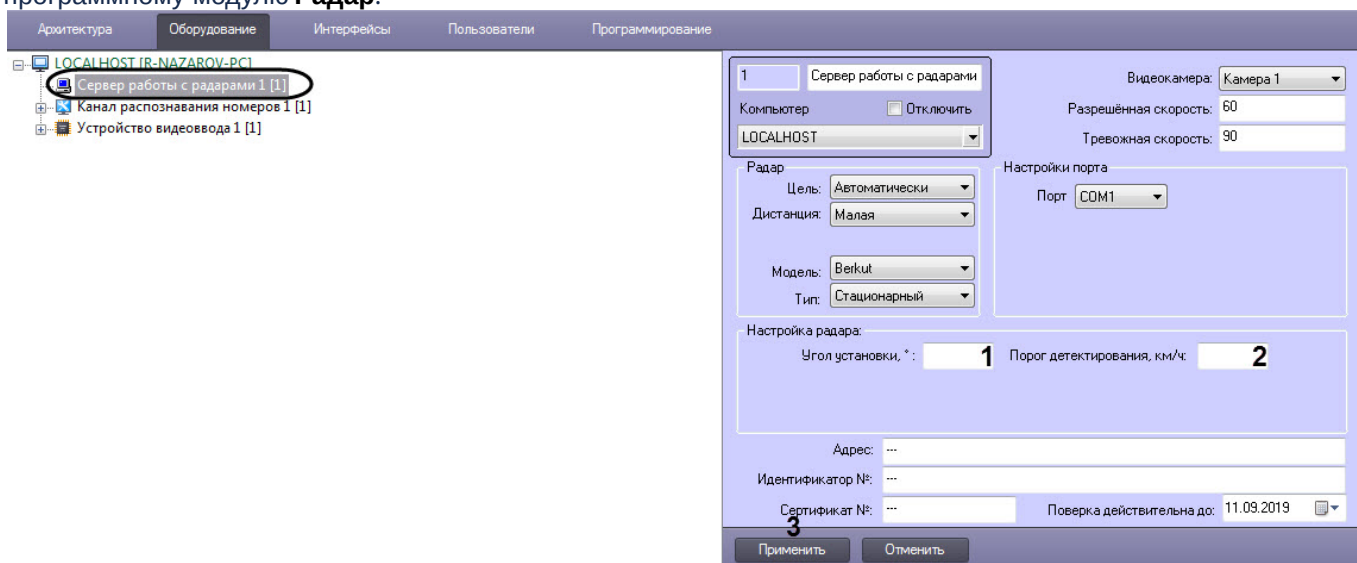 программному модулю Радар.
Архитектура Оборудование Интерфейсы Пользователи Программирование
LOCALHOST [R-NAZAROV-PC]
Сервер работы с радарами 1 [1]
Канал распознавания номеров 1 [1]
Устройство видеоввода 1 [1]
1 Сервер работы с радарами Видеокамера: Камера 1
Компьютер Отключить Разрешённая скорость: 60
LOCALHOST Тревожная скорость: 90
Радар Настройки порта
Цель: Автоматически Порт COM1
Дистанция: Малая
Модель: Berkut
Тип: Стационарный
Настройка радара:
Угол установки, °: 1 Порог детектирования, км/ч: 2
Адрес: ---
Идентификатор №: ---
Сертификат №: --- Поверка действительна до: 11.09.2019
3
Применить Отменить